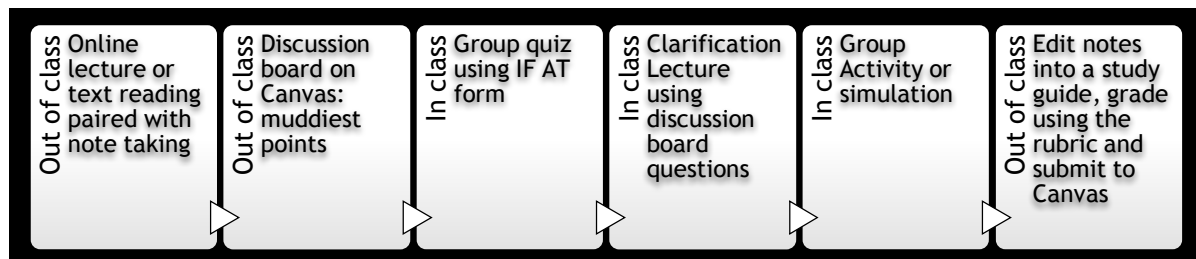 Out of class
Online
lecture or
text reading
paired with
note taking
Out of class
Discussion
board on
Canvas:
muddiest
points
In class
Group quiz
using IF AT
form
In class
Clarification
Lecture
using
discussion
board
questions
In class
Group
Activity or
simulation
Out of class
Edit notes
into a study
guide, grade
using the
rubric and
submit to
Canvas